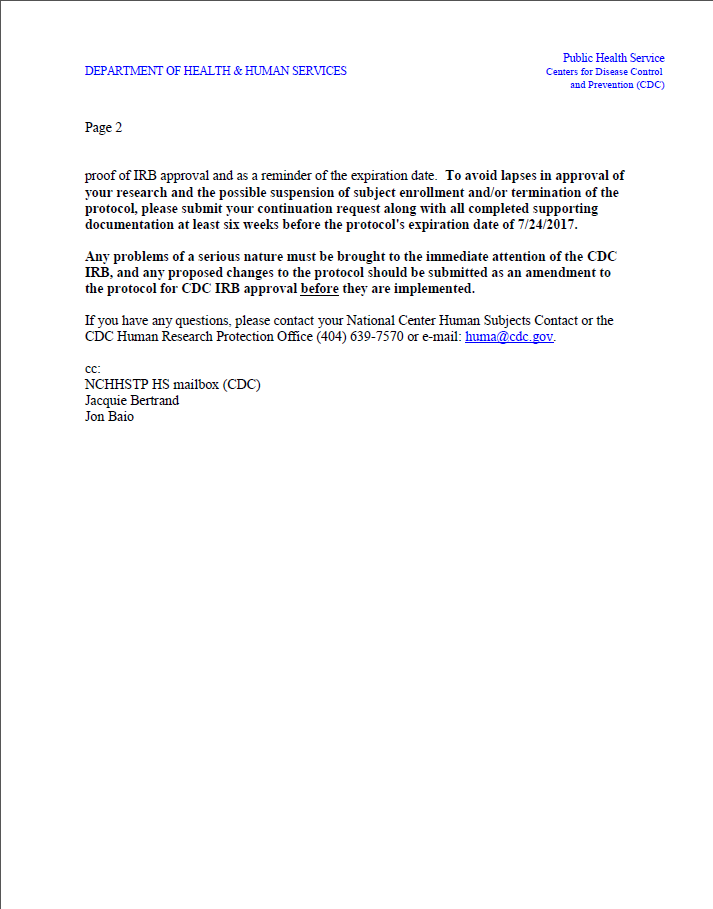 DEPARTMENT OF HEALTH & HUMAN SERVICES
Public Health Service
Centers for Disease Control
and Prevention (CDC)
Page 2
proof of IRB approval and as a reminder of the expiration date. To avoid lapses in approval of
your research and the possible suspension of subject enrollment and/or termination of the
protocol, please submit your continuation request along with all completed supporting
documentation at least six weeks before the protocol's expiration date of 7/24/2017.
Any problems of a serious nature must be brought to the immediate attention of the CDC
IRB, and any proposed changes to the protocol should be submitted as an amendment to
the protocol for CDC IRB approval before they are implemented.
If you have any questions, please contact your National Center Human Subjects Contact or the
CDC Human Research Protection Office (404) 639-7570 or e-mail: huma@cdc.gov.
cc:
NCHHSTP HS mailbox (CDC)
Jacquie Bertrand
Jon Baio